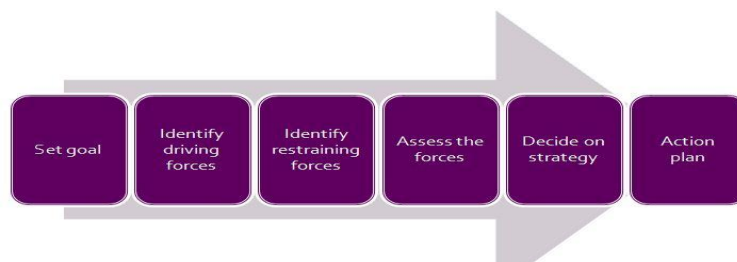 Set goal
Identify
driving
forces
Identify
restraining
forces
Assess the
forces
Decide on
strategy
Action
plan